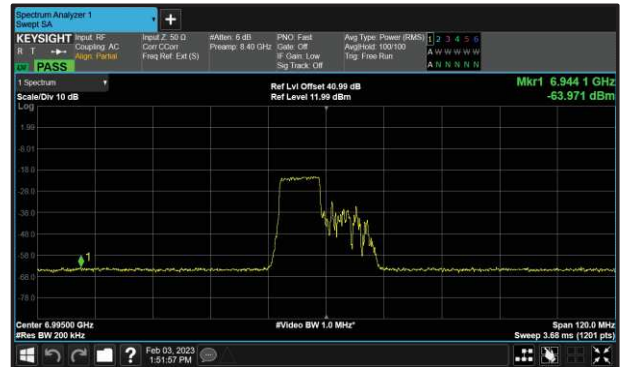 Spectrum Analyzer 1
Swept SA
+
KEYSIGHT
R T
PASS
Input: RF
Coupling: AC
Align: Partial
Input Z: 50 Ω
Corr CCorr
Freq Ref: Ext (S)
#Atten: 6 dB
Preamp: 8.40 GHz
PNO: Fast
Gate: Off
IF Gain: Low
Sig Track: Off
Avg Type: Power (RMS)
Avg|Hold: 100/100
Trig: Free Run
1 2 3 4 5 6
A W W W W W
A N N N N N
1 Spectrum
Scale/Div 10 dB
Log
Ref Lvl Offset 40.99 dB
Ref Level 11.99 dBm
Mkr1 6.944 1 GHz
-63.971 dBm
1.99
-8.01
-18.0
-28.0
-38.0
-48.0
-58.0
-68.0
-78.0
1
Center 6.99500 GHz
#Res BW 200 kHz
#Video BW 1.0 MHz*
Span 120.0 MHz
Sweep 3.68 ms (1201 pts)
?
Feb 03, 2023
1:51:57 PM